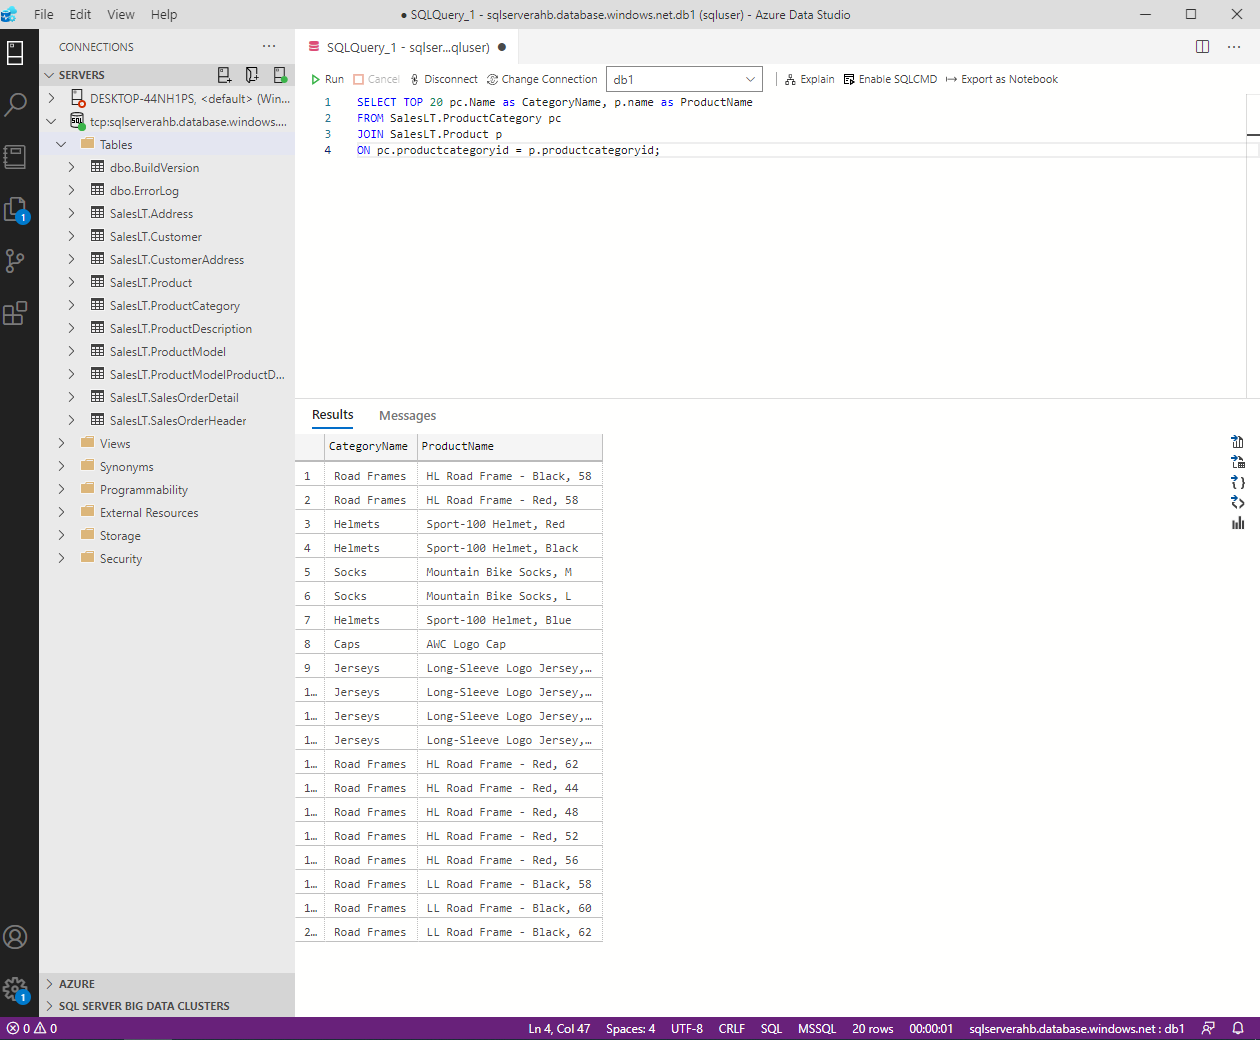 File Edit View Help
● SQLQuery_1 - sqlserverahb.database.windows.net.db1 (sqluser) - Azure Data Studio
CONNECTIONS
SERVERS
DESKTOP-44NH1PS, <default> (Win...
tcp:sqlserverahb.database.windows....
Tables
dbo.BuildVersion
dbo.ErrorLog
SalesLT.Address
SalesLT.Customer
SalesLT.CustomerAddress
SalesLT.Product
SalesLT.ProductCategory
SalesLT.ProductDescription
SalesLT.ProductModel
SalesLT.ProductModelProductD...
SalesLT.SalesOrderDetail
SalesLT.SalesOrderHeader
Views
Synonyms
Programmability
External Resources
Storage
Security
AZURE
SQL SERVER BIG DATA CLUSTERS
1
1
SQLQuery_1 - sqlser...qluser) ●
Run Cancel Disconnect Change Connection db1 Explain Enable SQLCMD Export as Notebook
1 SELECT TOP 20 pc.Name as CategoryName, p.name as ProductName
2 FROM SalesLT.ProductCategory pc
3 JOIN SalesLT.Product p
4 ON pc.productcategoryid = p.productcategoryid;
Results Messages
CategoryName ProductName
1 Road Frames HL Road Frame - Black, 58
2 Road Frames HL Road Frame - Red, 58
3 Helmets Sport-100 Helmet, Red
4 Helmets Sport-100 Helmet, Black
5 Socks Mountain Bike Socks, M
6 Socks Mountain Bike Socks, L
7 Helmets Sport-100 Helmet, Blue
8 Caps AWC Logo Cap
9 Jerseys Long-Sleeve Logo Jersey,…
1… Jerseys Long-Sleeve Logo Jersey,…
1… Jerseys Long-Sleeve Logo Jersey,…
1… Jerseys Long-Sleeve Logo Jersey,…
1… Road Frames HL Road Frame - Red, 62
1… Road Frames HL Road Frame - Red, 44
1… Road Frames HL Road Frame - Red, 48
1… Road Frames HL Road Frame - Red, 52
1… Road Frames HL Road Frame - Red, 56
1… Road Frames LL Road Frame - Black, 58
1… Road Frames LL Road Frame - Black, 60
2… Road Frames LL Road Frame - Black, 62
0 0 Ln 4, Col 47 Spaces: 4 UTF-8 CRLF SQL MSSQL 20 rows 00:00:01 sqlserverahb.database.windows.net : db1